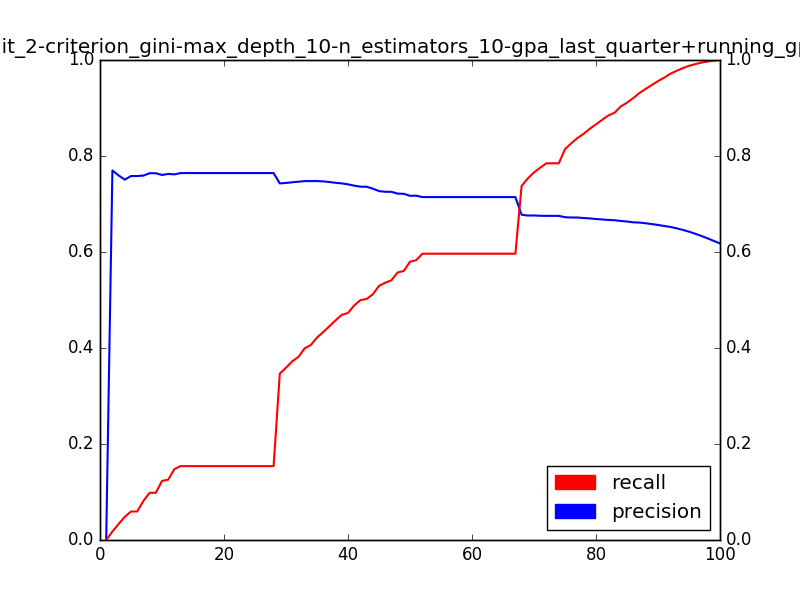 it_2-criterion_gini-max_depth_10-n_estimators_10-gpa_last_quarter+running_gp
1.0 1.0
0.8 0.8
0.6 0.6
0.4 0.4
0.2 0.2
0.0 0.0
recall
precision
0 20 40 60 80 100